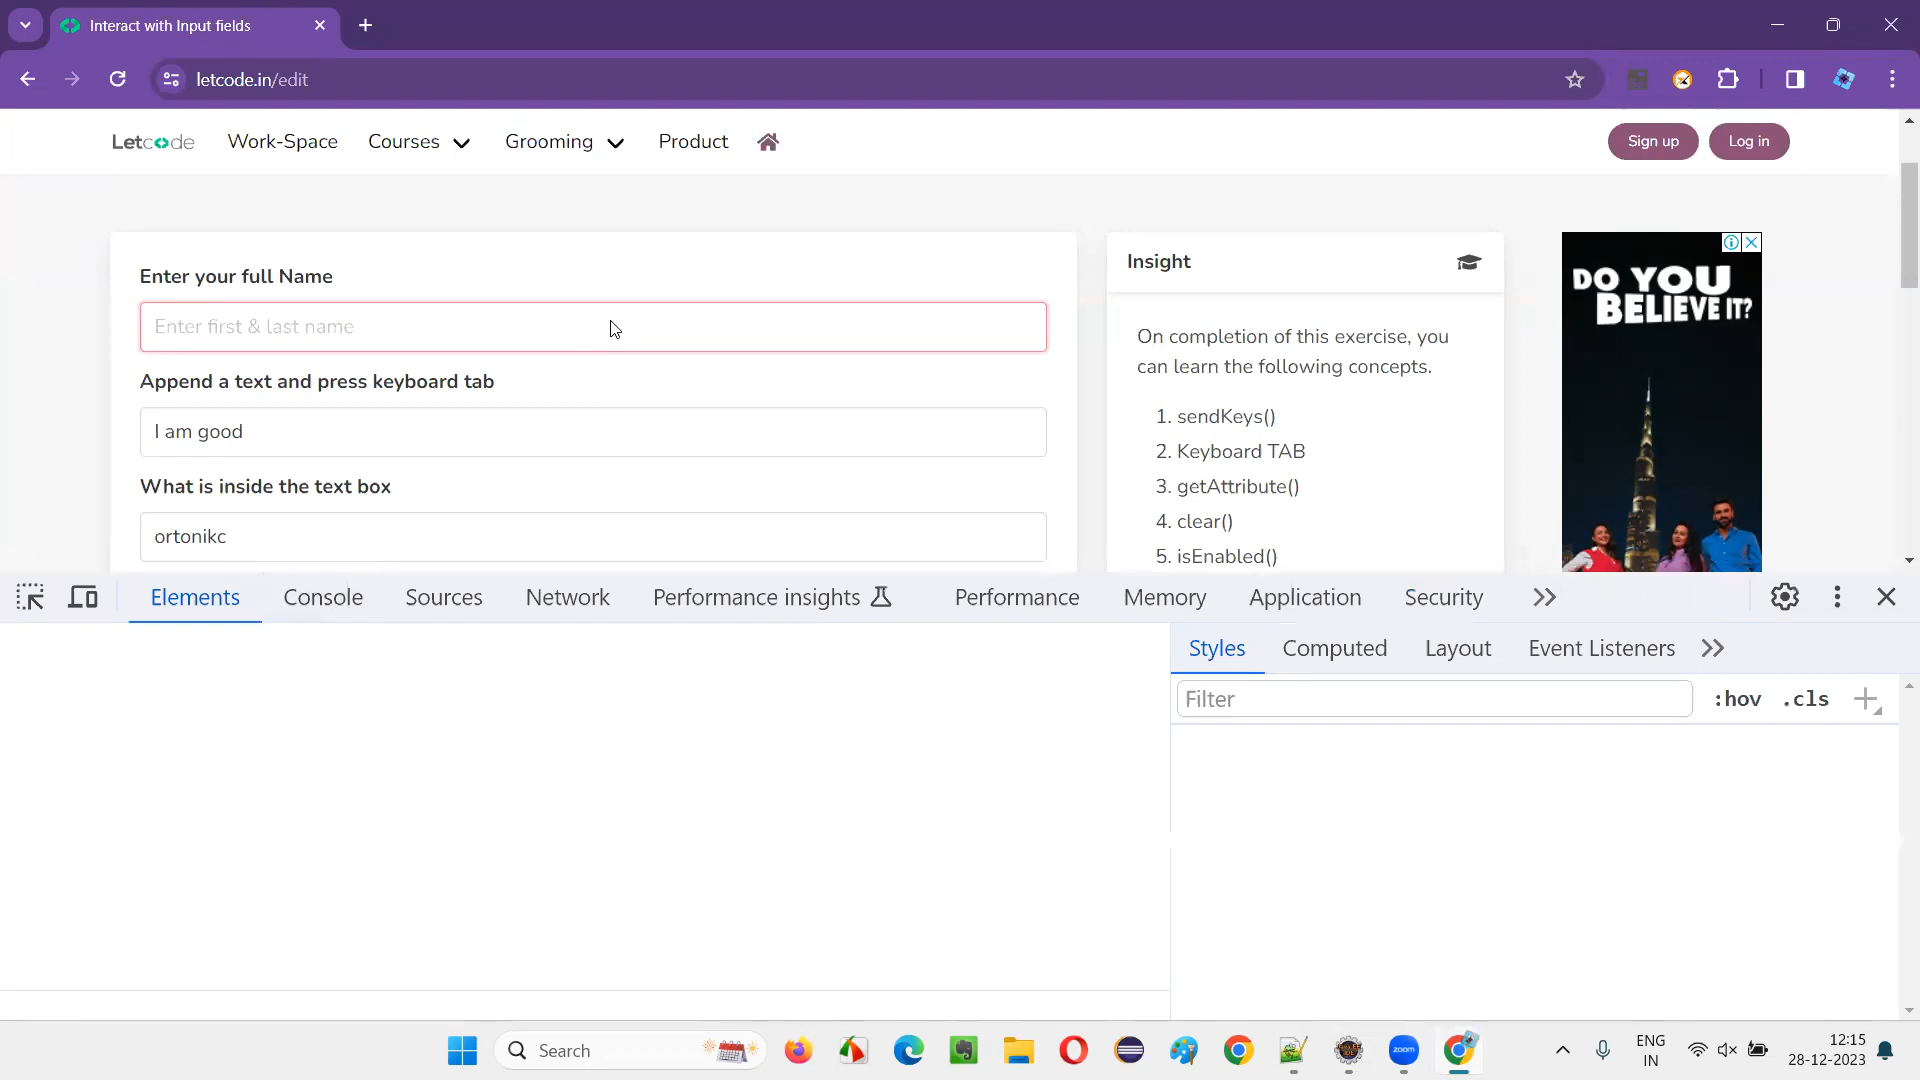 Interact with Input fields
letcode.in/edit
Letcode
Work-Space
Courses
Grooming
Product
Sign up
Log in
Enter your full Name
Enter first & last name
Append a text and press keyboard tab
I am good
What is inside the text box
ortonikc
Insight
On completion of this exercise, you
can learn the following concepts.
1. sendKeys()
2. Keyboard TAB
3. getAttribute()
4. clear()
5. isEnabled()
DO YOU
BELIEVE IT?
Elements
Console
Sources
Network
Performance insights
Performance
Memory
Application
Security
Styles
Computed
Layout
Event Listeners
Filter
:hov
.cls
Search
zoom
ENG
IN
12:15
28-12-2023